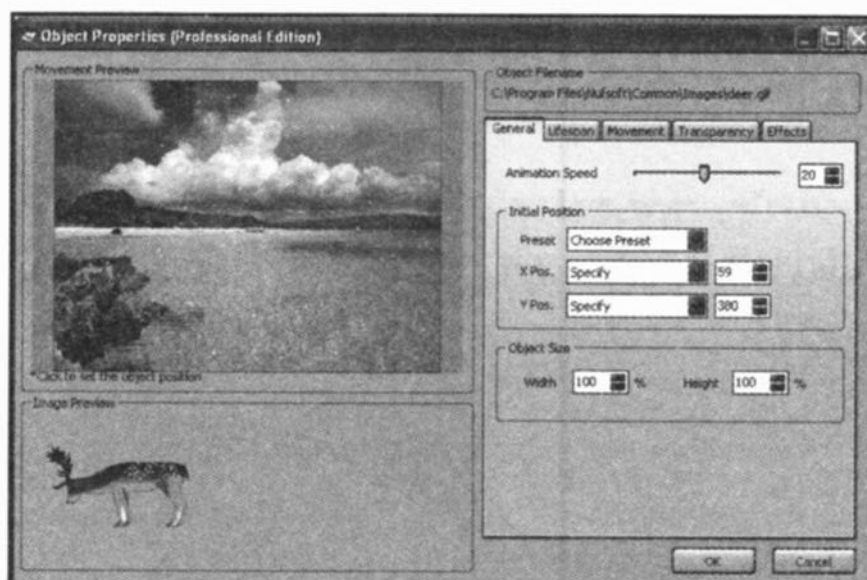 Object Properties (Professional Edition)
Movement Preview
*Click to set the object position
Image Preview
Object Filename
C:\Program Files\Nufsoft\Common\Images\deer.gif
General Lifespan Movement Transparency Effects
Animation Speed 20
Initial Position
Preset Choose Preset
X Pos. Specify 59
Y Pos. Specify 380
Object Size
Width 100 % Height 100 %
OK Cancel